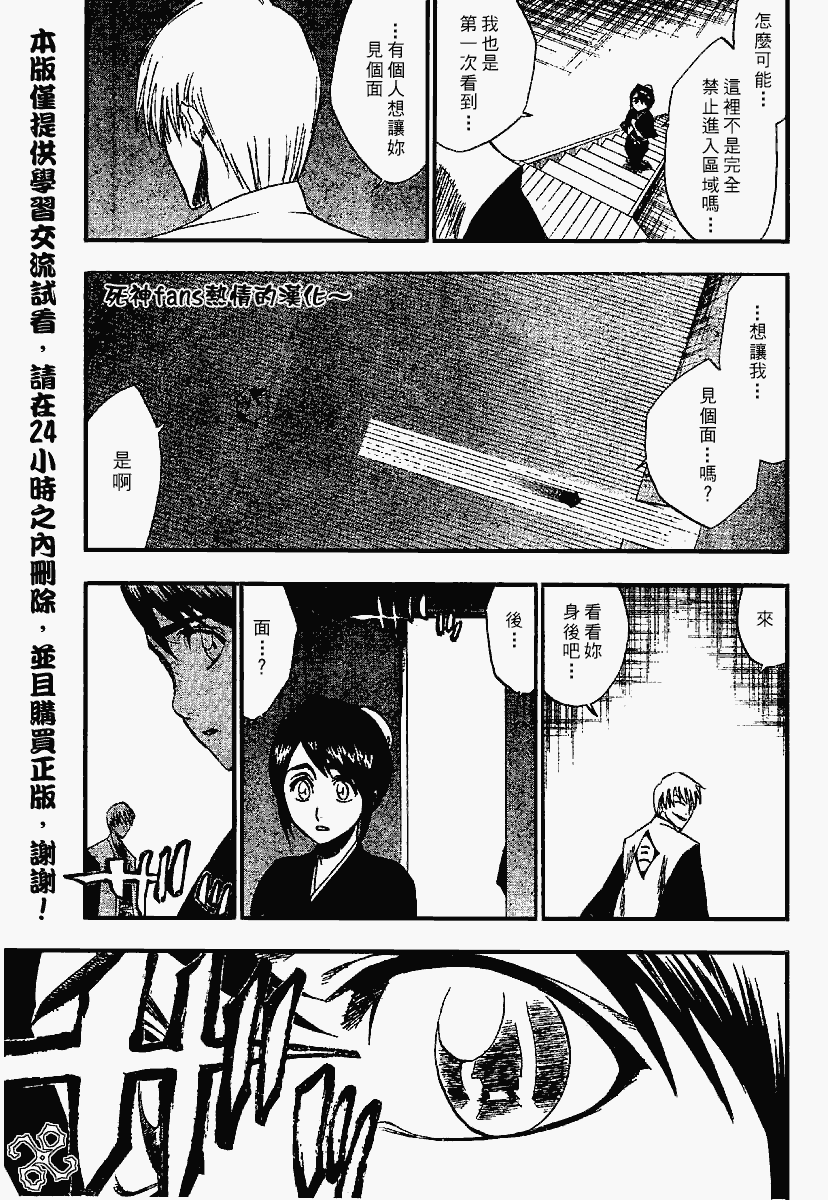 怎麼可能…
這裡不是完全
禁止進入區域嗎…
我也是
第一次看到…
…有個人想讓妳
見個面
…想讓我…
見個面…嗎？
死神fans熱情的漢化～
是啊
來
看看妳
身後吧…
後…
面…？
三
本版僅提供學習交流試看，請在24小時之內刪除，並且購買正版，謝謝！